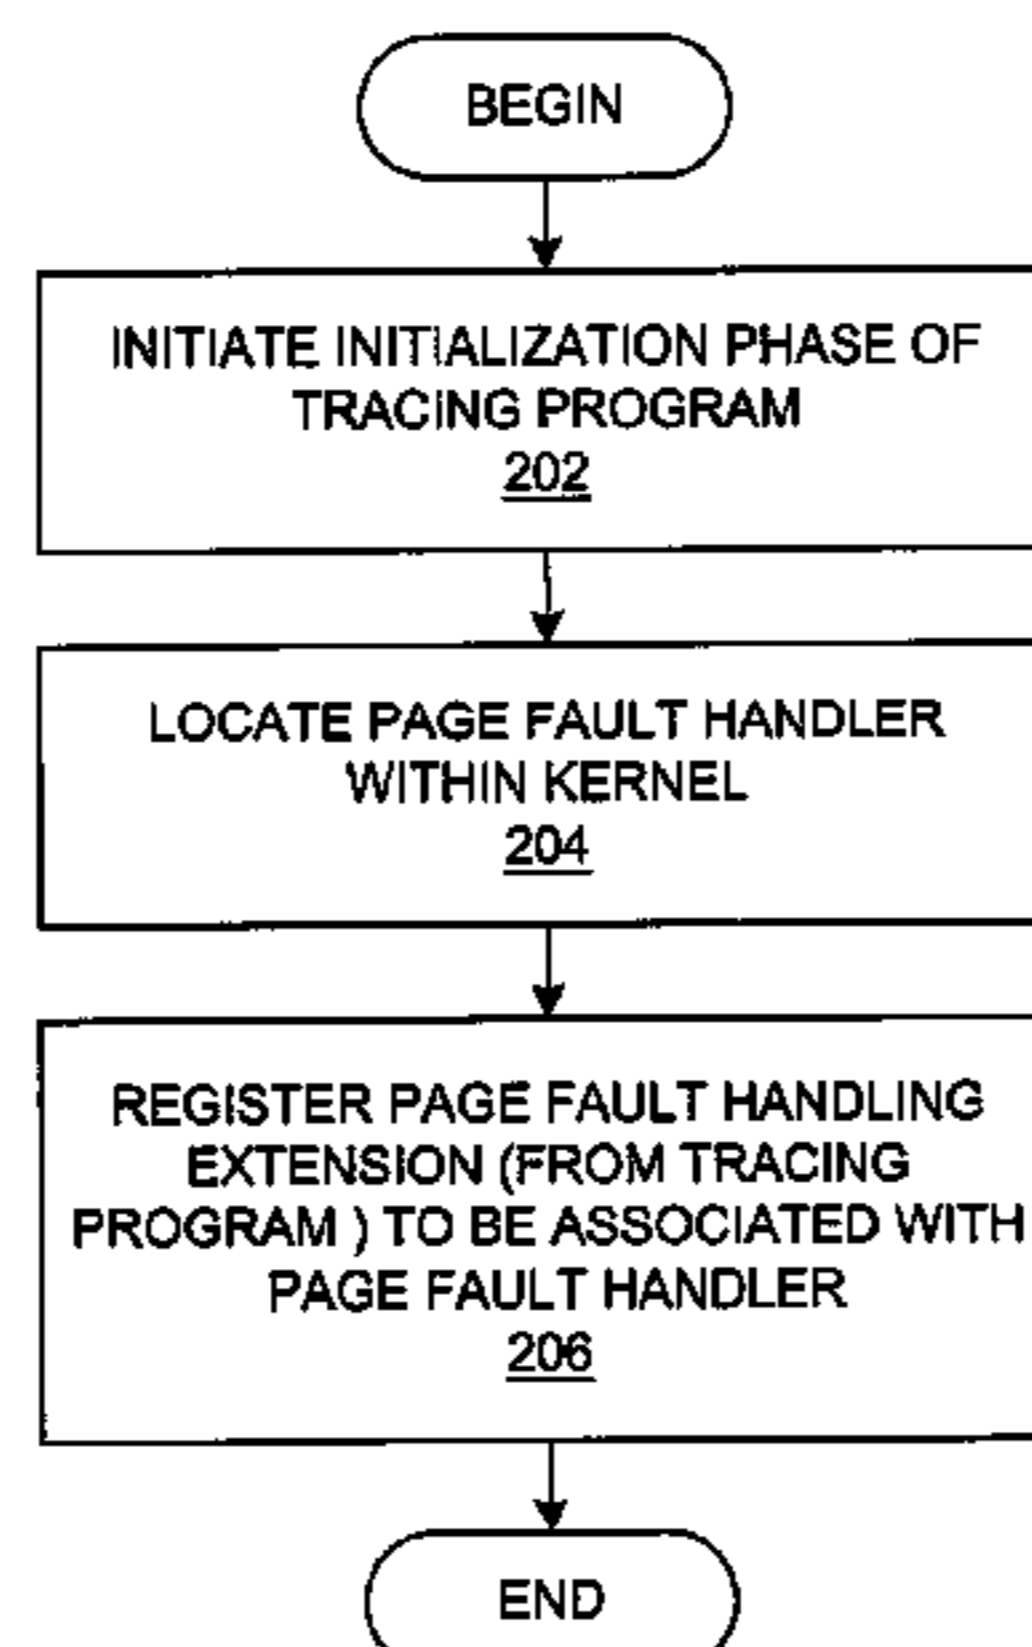 BEGIN
INITIATE INITIALIZATION PHASE OF
TRACING PROGRAM
202
LOCATE PAGE FAULT HANDLER
WITHIN KERNEL
204
REGISTER PAGE FAULT HANDLING
EXTENSION (FROM TRACING
PROGRAM ) TO BE ASSOCIATED WITH
PAGE FAULT HANDLER
206
END